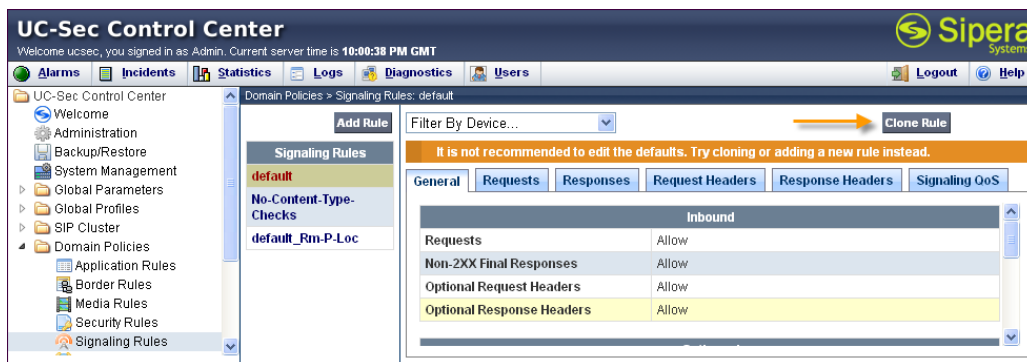 UC-Sec Control Center
Welcome ucsec, you signed in as Admin. Current server time is 10:00:38 PM GMT
Sipera
Systems
Alarms Incidents Statistics Logs Diagnostics Users Logout Help
UC-Sec Control Center
Welcome
Administration
Backup/Restore
System Management
Global Parameters
Global Profiles
SIP Cluster
Domain Policies
Application Rules
Border Rules
Media Rules
Security Rules
Signaling Rules
Domain Policies > Signaling Rules: default
Add Rule
Filter By Device...
Clone Rule
Signaling Rules
default
No-Content-Type-
Checks
default_Rm-P-Loc
It is not recommended to edit the defaults. Try cloning or adding a new rule instead.
General Requests Responses Request Headers Response Headers Signaling QoS
Inbound
Requests Allow
Non-2XX Final Responses Allow
Optional Request Headers Allow
Optional Response Headers Allow